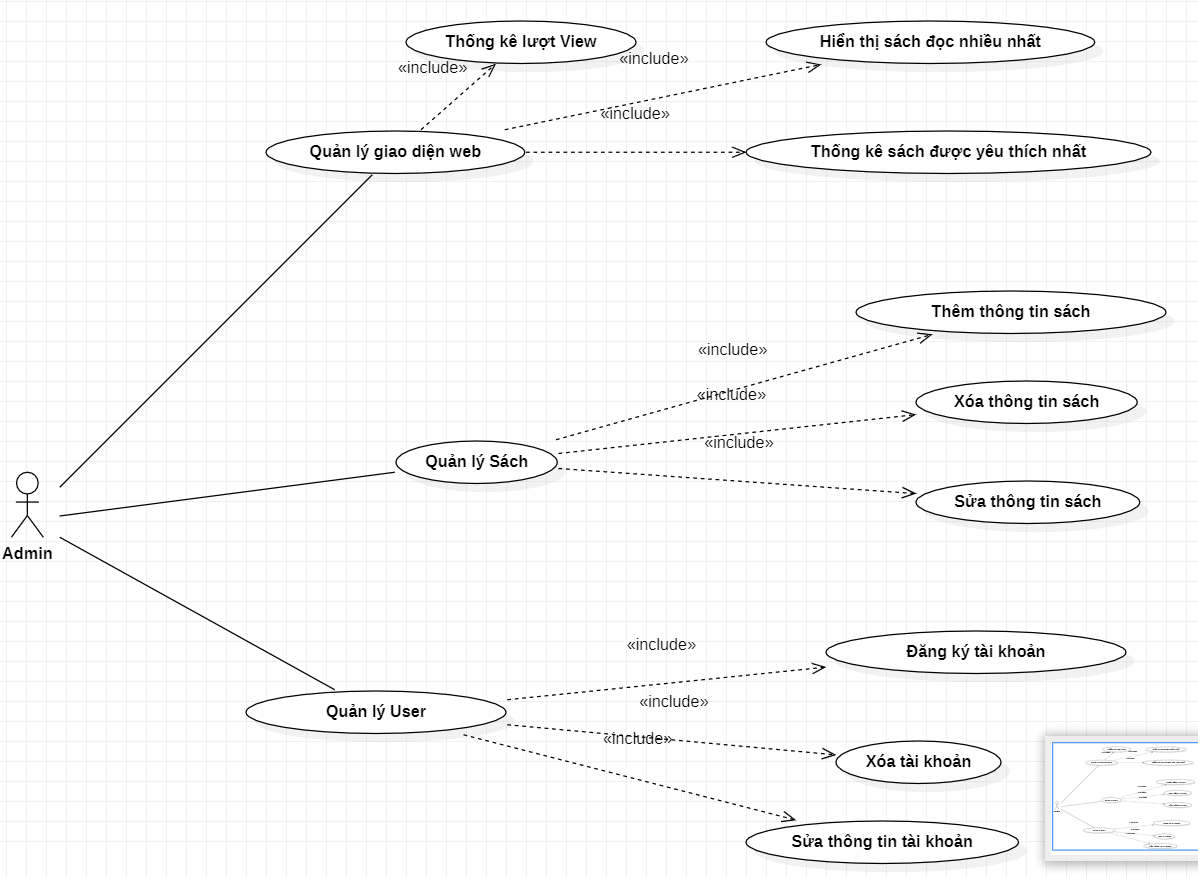 Thống kê lượt View
Hiển thị sách đọc nhiều nhất
«include»
«include»
«include»
Quản lý giao diện web
Thống kê sách được yêu thích nhất
Thêm thông tin sách
«include»
«include»
Xóa thông tin sách
«include»
Quản lý Sách
Sửa thông tin sách
Admin
«include»
Đăng ký tài khoản
«include»
Quản lý User
«include»
Xóa tài khoản
Sửa thông tin tài khoản